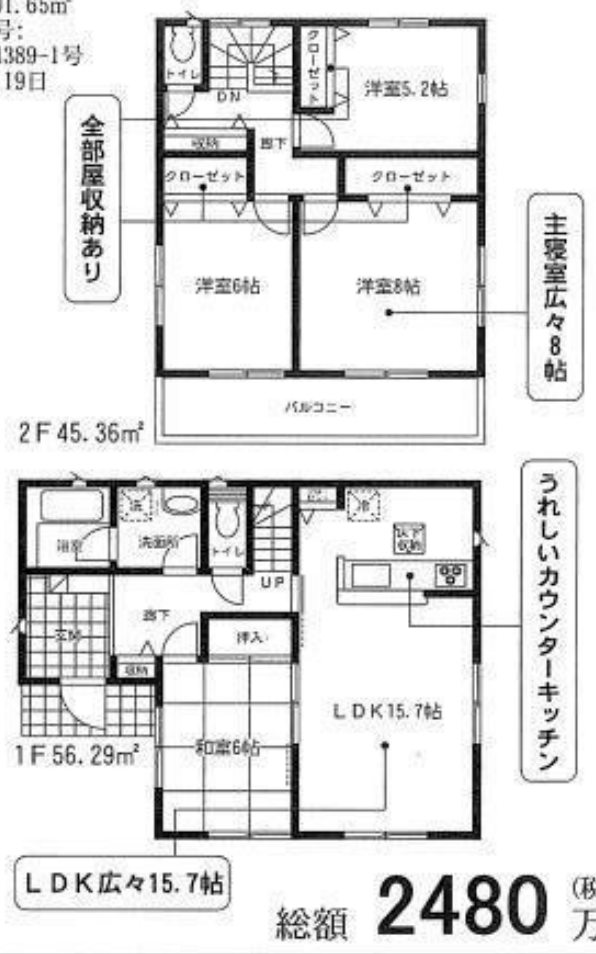 01.65㎡
号:
1389-1号
19日
トイレ
DN
クローゼット
洋室5.2帖
全部屋収納あり
収納
廊下
クローゼット
クローゼット
洋室6帖
洋室8帖
主寝室広々8帖
バルコニー
2F 45.36㎡
浴室
洗
洗面所
トイレ
UP
冷
床下
収納
うれしいカウンターキッチン
玄関
廊下
収納
押入
LDK15.7帖
和室6帖
1F 56.29㎡
LDK広々15.7帖
総額 2480 万
(税